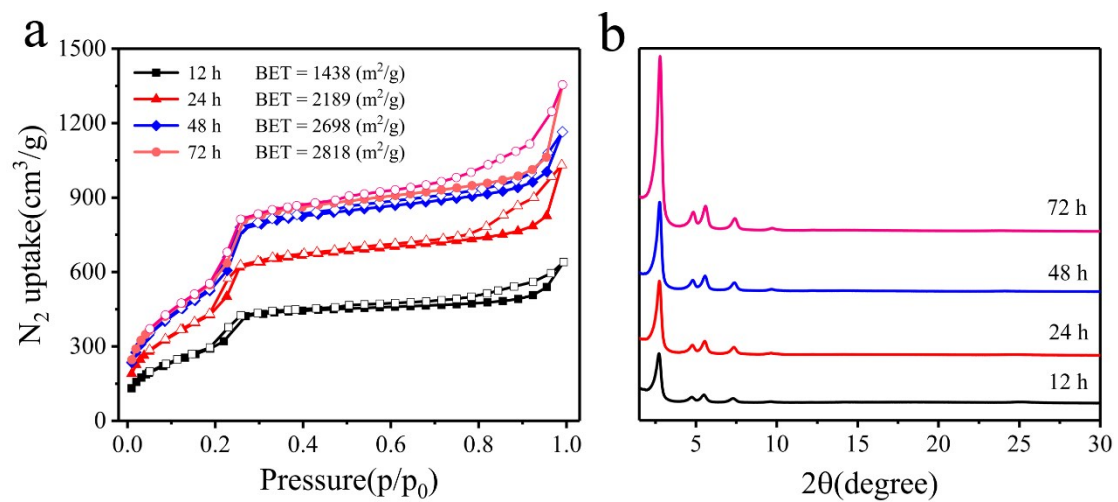 a
1500
1200
900
600
300
0
0.0 0.2 0.4 0.6 0.8 1.0
N₂ uptake(cm³/g)
Pressure(p/p₀)
12 h BET = 1438 (m²/g)
24 h BET = 2189 (m²/g)
48 h BET = 2698 (m²/g)
72 h BET = 2818 (m²/g)
b
72 h
48 h
24 h
12 h
5 10 15 20 25 30
2θ(degree)